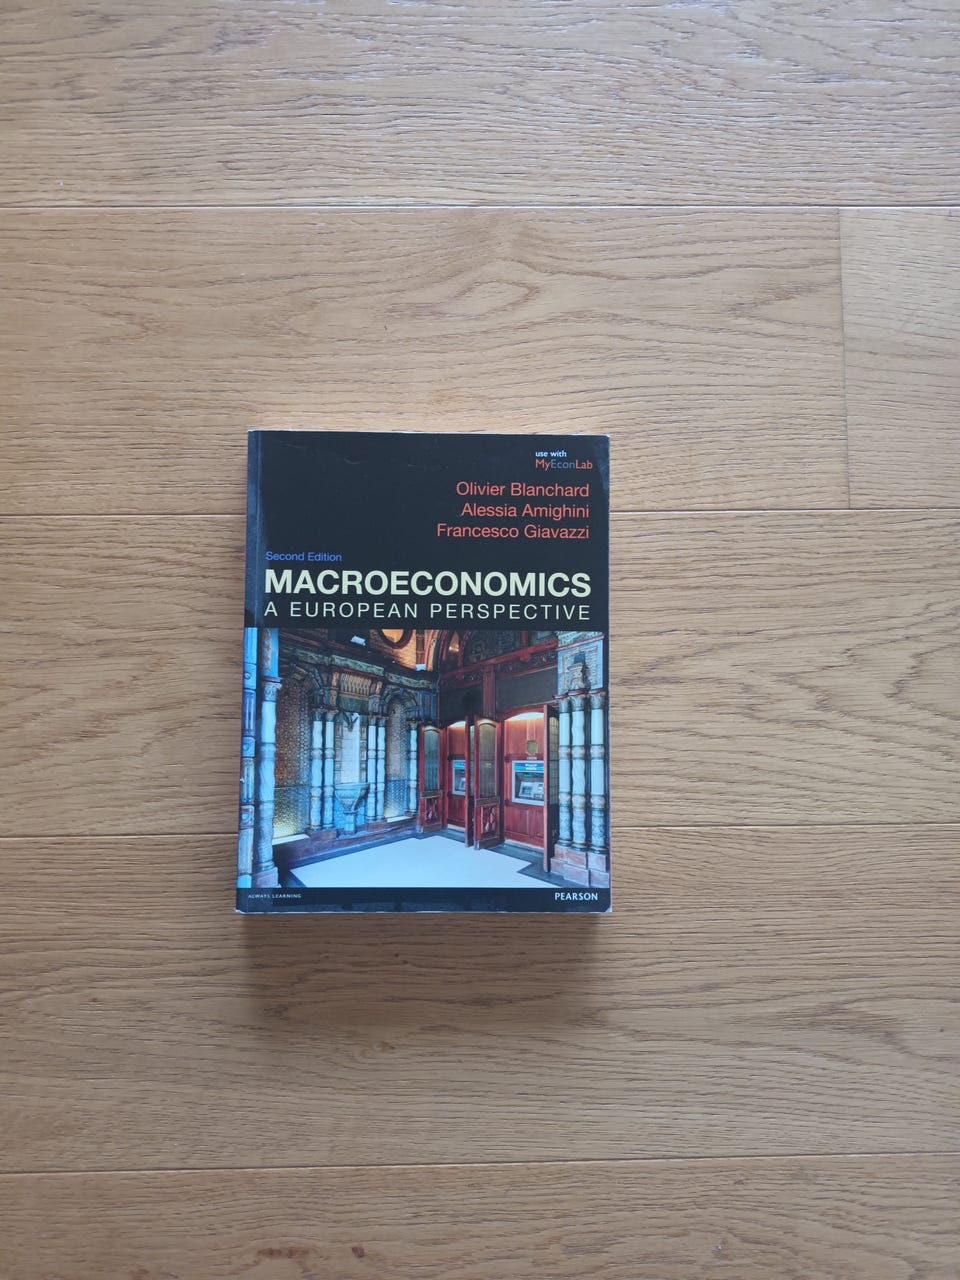 use with
MyEconLab
Olivier Blanchard
Alessia Amighini
Francesco Giavazzi
Second Edition
MACROECONOMICS
A EUROPEAN PERSPECTIVE
ALWAYS LEARNING
PEARSON